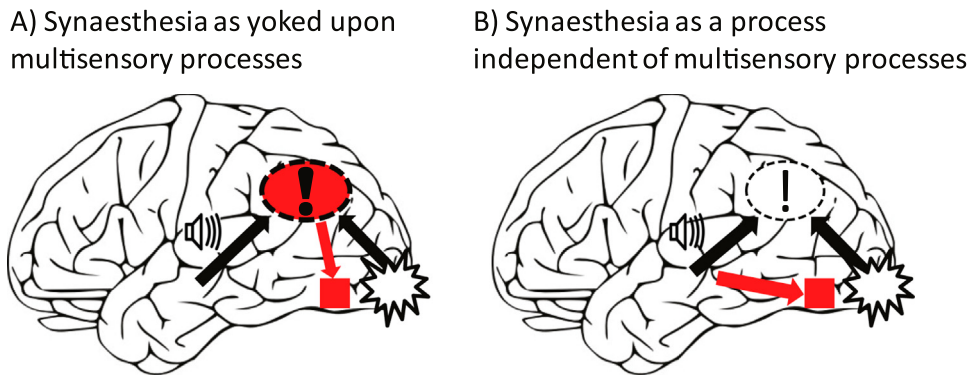 A) Synaesthesia as yoked upon
multisensory processes
B) Synaesthesia as a process
independent of multisensory processes
!
!